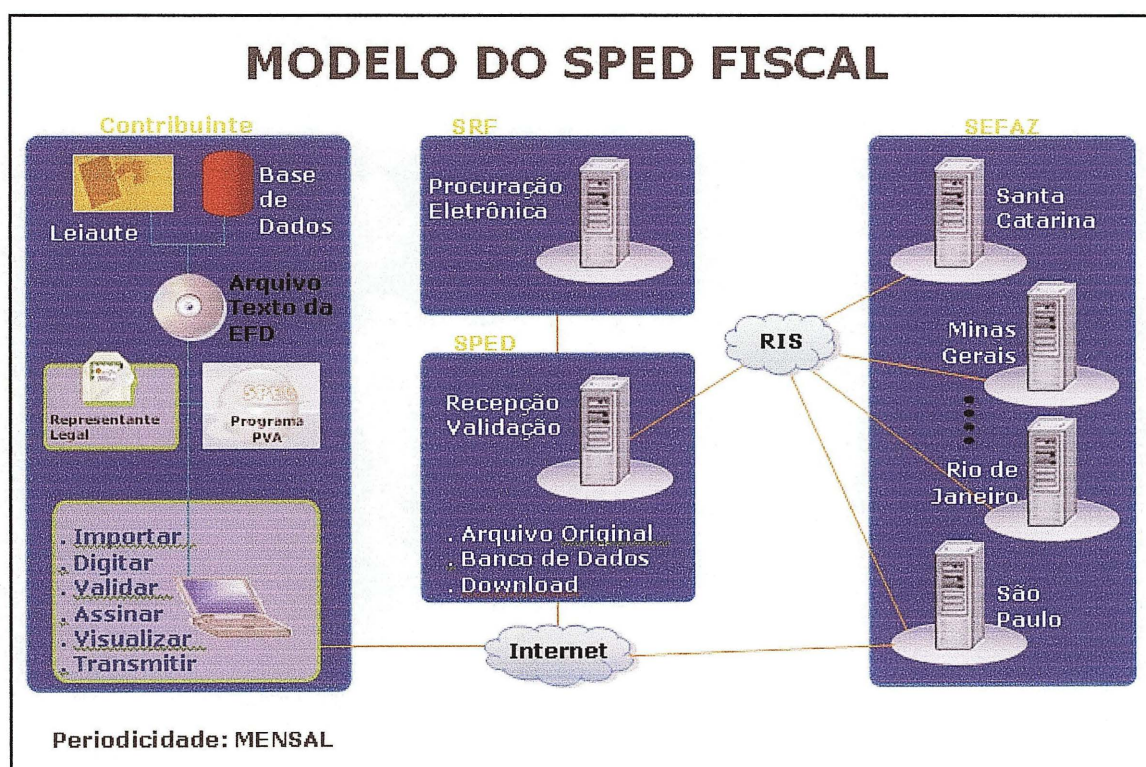 MODELO DO SPED FISCAL
Contribuinte
Leiaute
Base
de
Dados
Arquivo
Texto da
EFD
Representante
Legal
SPED
Programa
PVA
. Importar
. Digitar
. Validar
. Assinar
. Visualizar
. Transmitir
SRF
Procuração
Eletrônica
SPED
Recepção
Validação
. Arquivo Original
. Banco de Dados
. Download
Internet
RIS
SEFAZ
Santa
Catarina
Minas
Gerais
Rio de
Janeiro
São
Paulo
Periodicidade: MENSAL